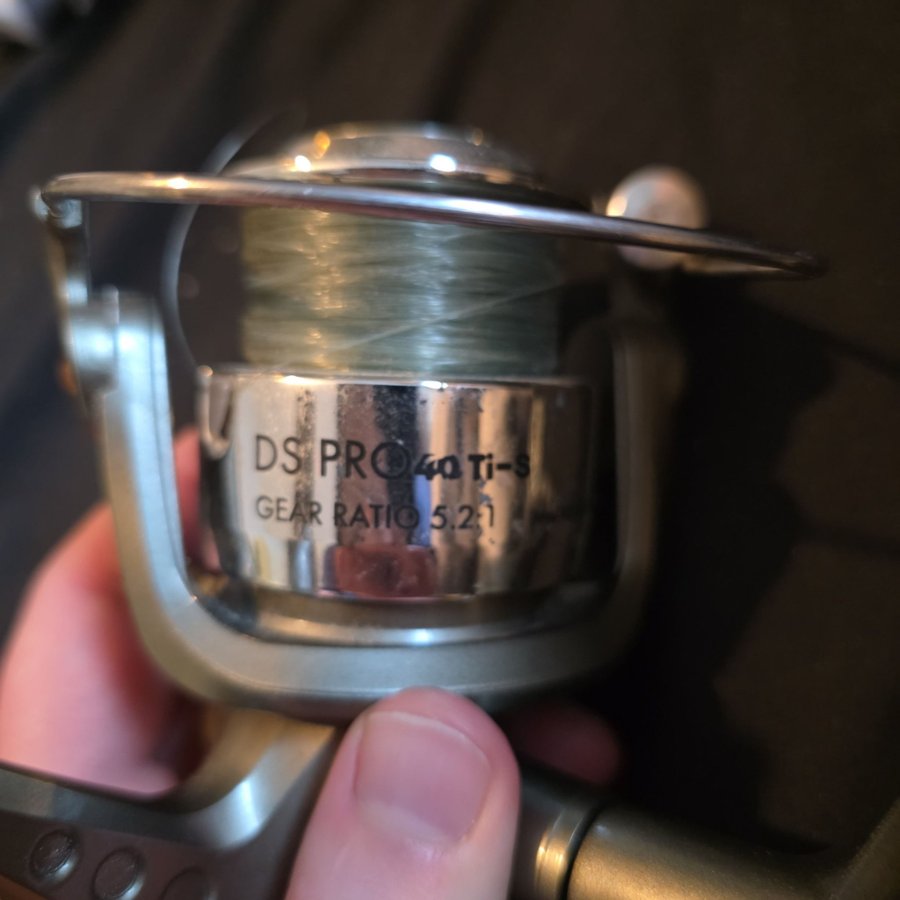 DS PRO 40 Ti-S
GEAR RATIO 5.2:1